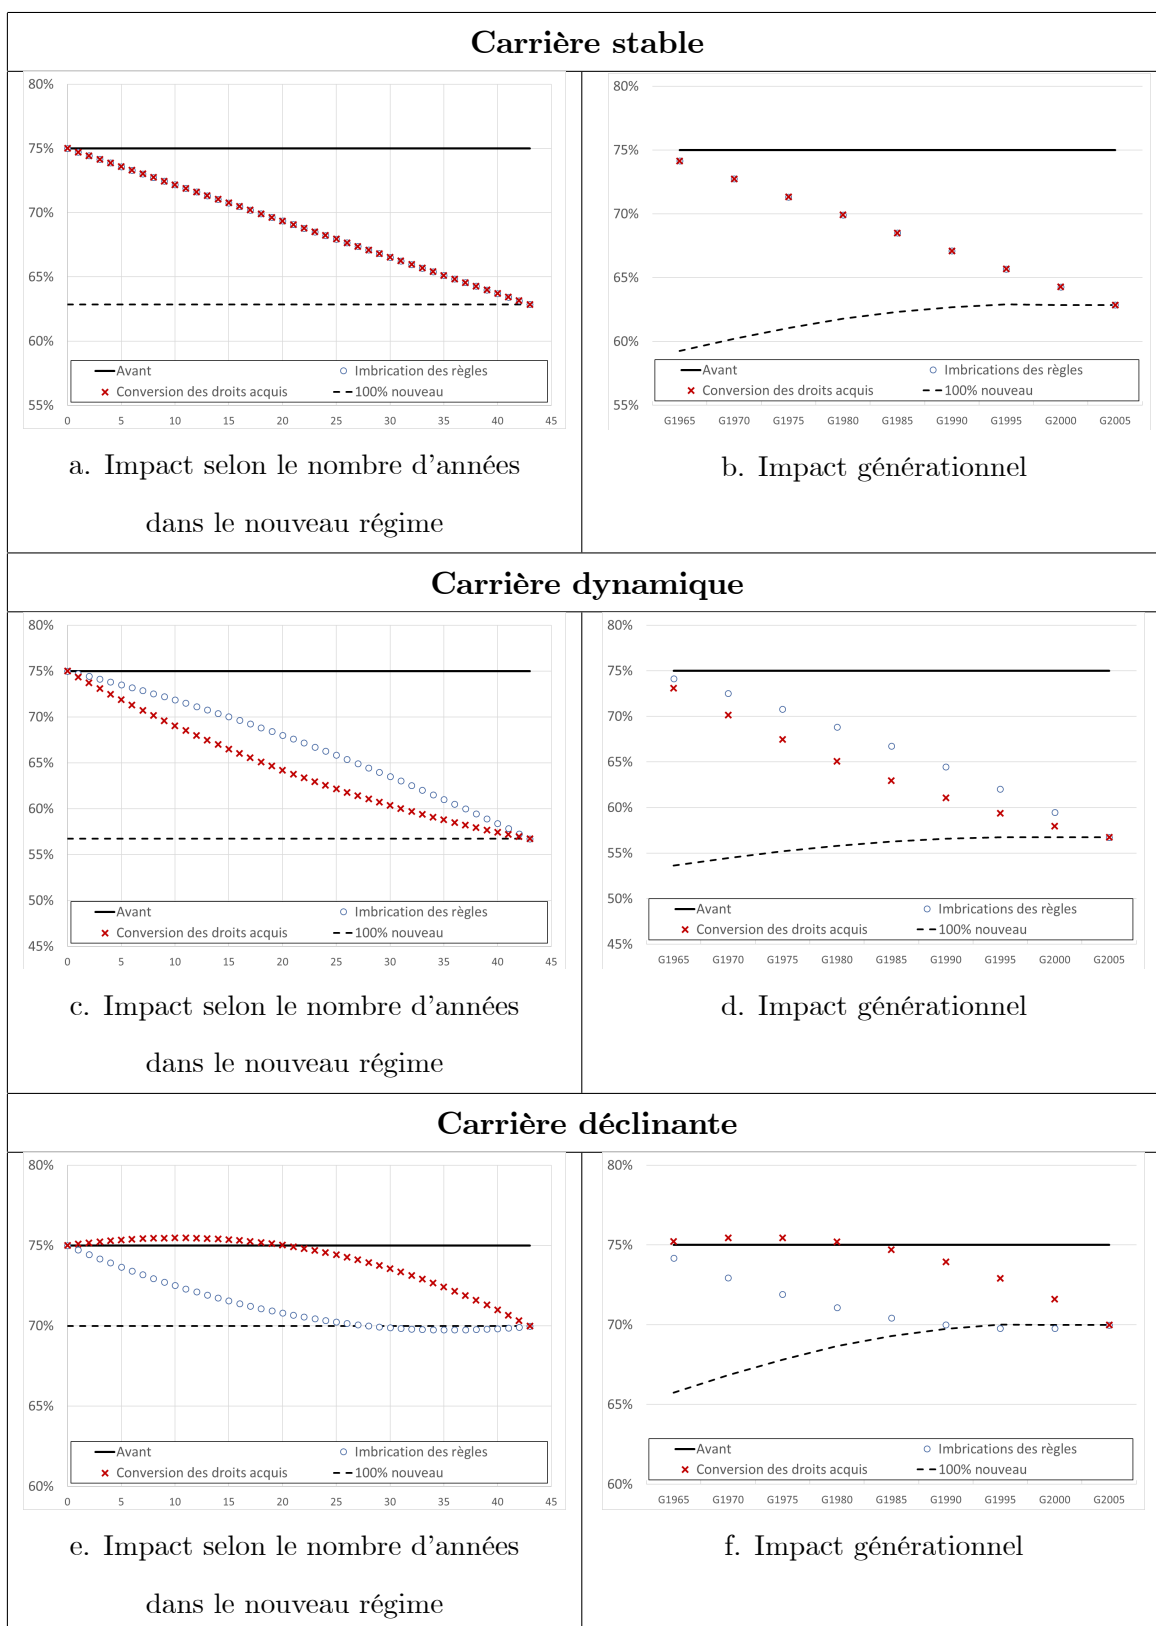 Carrière stable
80%
75%
70%
65%
60%
55%
Avant
Imbrication des règles
Conversion des droits acquis
100% nouveau
0 5 10 15 20 25 30 35 40 45
a. Impact selon le nombre d'années
dans le nouveau régime
80%
75%
70%
65%
60%
55%
Avant
Imbrications des règles
Conversion des droits acquis
100% nouveau
G1965 G1970 G1975 G1980 G1985 G1990 G1995 G2000 G2005
b. Impact générationnel
Carrière dynamique
80%
75%
70%
65%
60%
55%
50%
45%
Avant
Imbrication des règles
Conversion des droits acquis
100% nouveau
0 5 10 15 20 25 30 35 40 45
c. Impact selon le nombre d'années
dans le nouveau régime
80%
75%
70%
65%
60%
55%
50%
45%
Avant
Imbrications des règles
Conversion des droits acquis
100% nouveau
G1965 G1970 G1975 G1980 G1985 G1990 G1995 G2000 G2005
d. Impact générationnel
Carrière déclinante
80%
75%
70%
65%
60%
Avant
Imbrication des règles
Conversion des droits acquis
100% nouveau
0 5 10 15 20 25 30 35 40 45
e. Impact selon le nombre d'années
dans le nouveau régime
80%
75%
70%
65%
60%
Avant
Imbrications des règles
Conversion des droits acquis
100% nouveau
G1965 G1970 G1975 G1980 G1985 G1990 G1995 G2000 G2005
f. Impact générationnel